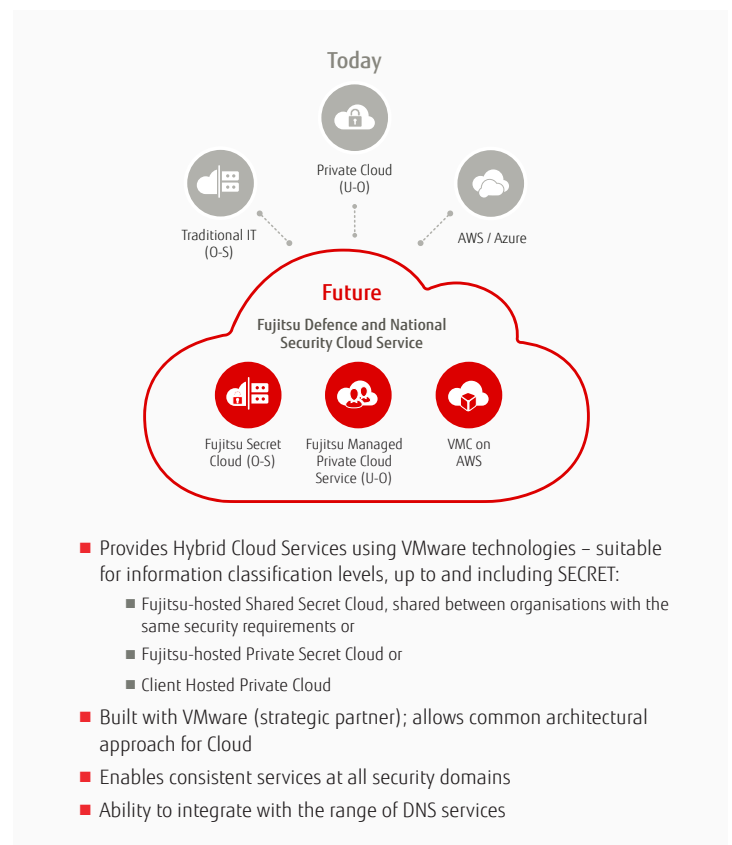 Today
Private Cloud
(U-O)
Traditional IT
(O-S)
AWS / Azure
Future
Fujitsu Defence and National
Security Cloud Service
Fujitsu Secret
Cloud (O-S)
Fujitsu Managed
Private Cloud
Service (U-O)
VMC on
AWS
Provides Hybrid Cloud Services using VMware technologies – suitable
for information classification levels, up to and including SECRET:
Fujitsu-hosted Shared Secret Cloud, shared between organisations with the
same security requirements or
Fujitsu-hosted Private Secret Cloud or
Client Hosted Private Cloud
Built with VMware (strategic partner); allows common architectural
approach for Cloud
Enables consistent services at all security domains
Ability to integrate with the range of DNS services